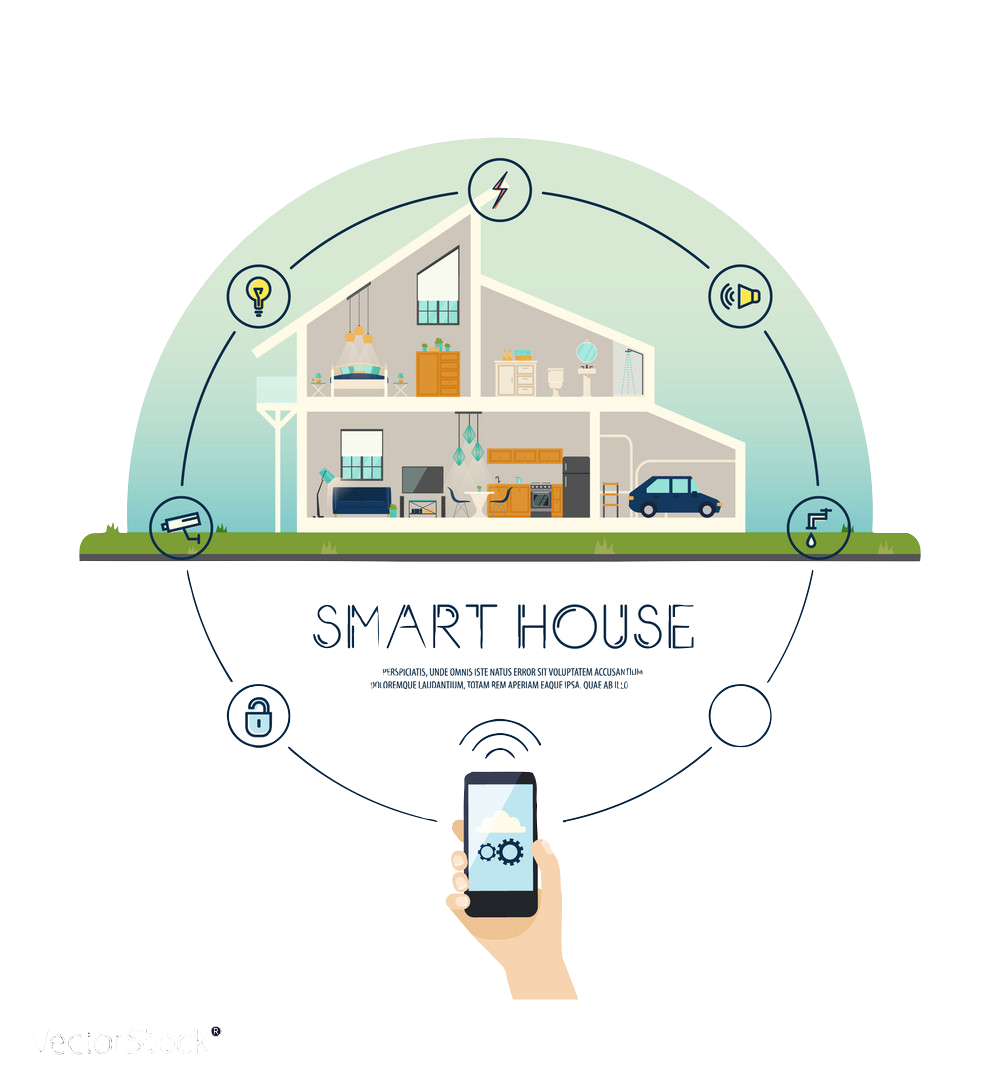 SMART HOUSE
PERSPICIATIS, UNDE OMNIS ISTE NATUS ERROR SIT VOLUPTATEM ACCUSANTIUM
DOLOREMQUE LAUDANTIUM, TOTAM REM APERIAM EAQUE IPSA. QUAE AB ILLO
VectorStock®